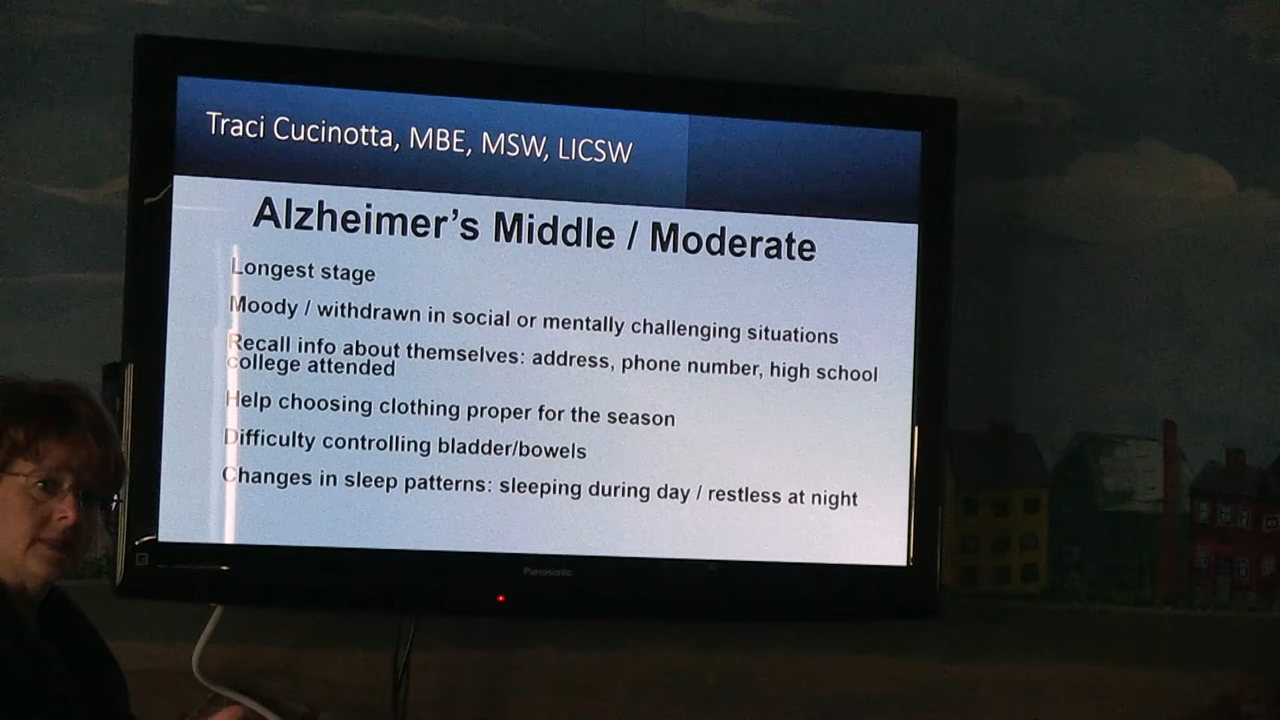 Traci Cucinotta, MBE, MSW, LICSW
Alzheimer's Middle / Moderate
Longest stage
Moody / withdrawn in social or mentally challenging situations
Recall info about themselves: address, phone number, high school
college attended
Help choosing clothing proper for the season
Difficulty controlling bladder/bowels
Changes in sleep patterns: sleeping during day / restless at night
Panasonic